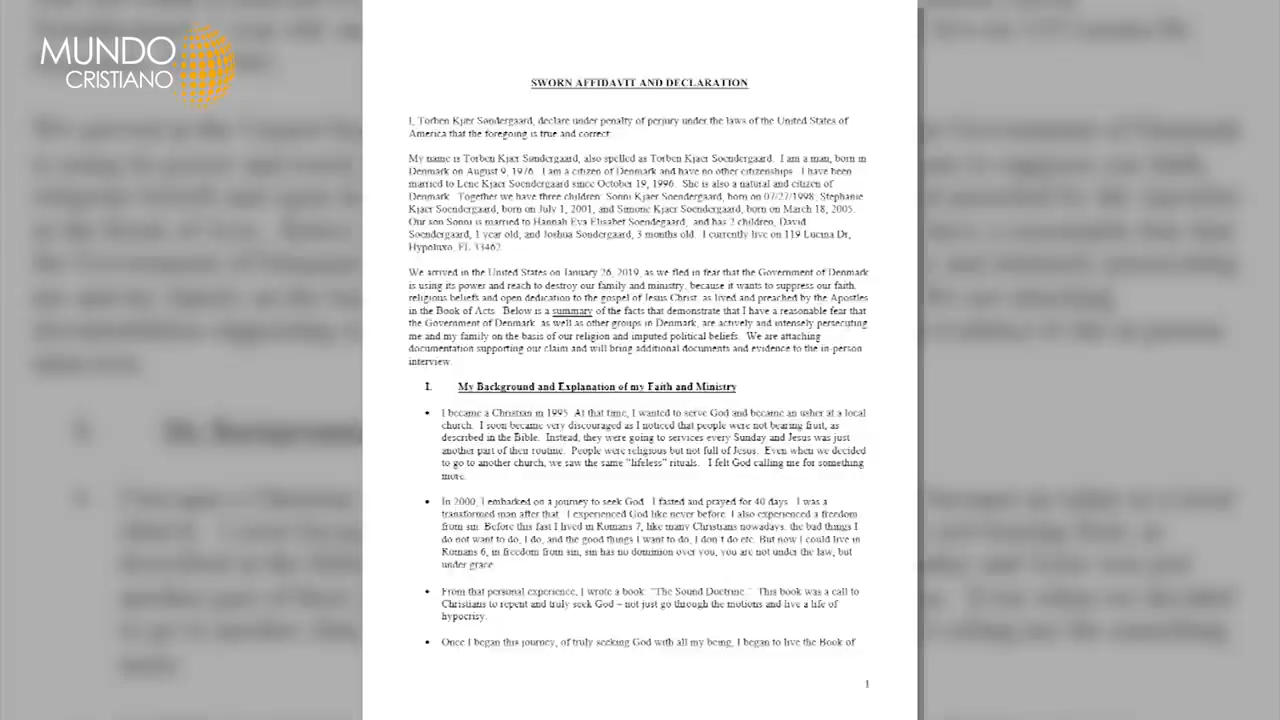 MUNDO
CRISTIANO
SWORN AFFIDAVIT AND DECLARATION
I, Torben Kjær Søndergaard, declare under penalty of perjury under the laws of the United States of
America that the foregoing is true and correct:
My name is Torben Kjær Søndergaard, also spelled as Torben Kjaer Soendergaard. I am a man, born in
Denmark on August 9, 1976. I am a citizen of Denmark and have no other citizenships. I have been
married to Lene Kjaer Soendergaard since October 19, 1996. She is also a natural and citizen of
Denmark. Together we have three children: Sonni Kjaer Soendergaard, born on 07/27/1998; Stephanie
Kjaer Soendergaard, born on July 1, 2001, and Simone Kjaer Soendergaard, born on March 18, 2005.
Our son Sonni is married to Hannah Eva Elisabet Soendegaard, and has 2 children, David
Soendergaard, 1 year old, and Joshua Sondergaard, 3 months old. I currently live on 119 Lucina Dr,
Hypoluxo, FL 33462.
We arrived in the United States on January 26, 2019, as we fled in fear that the Government of Denmark
is using its power and reach to destroy our family and ministry, because it wants to suppress our faith,
religious beliefs and open dedication to the gospel of Jesus Christ, as lived and preached by the Apostles
in the Book of Acts. Below is a summary of the facts that demonstrate that I have a reasonable fear that
the Government of Denmark, as well as other groups in Denmark, are actively and intensely persecuting
me and my family on the basis of our religion and imputed political beliefs. We are attaching
documentation supporting our claim and will bring additional documents and evidence to the in-person
interview.
I. My Background and Explanation of my Faith and Ministry
• I became a Christian in 1995. At that time, I wanted to serve God and became an usher at a local
church. I soon became very discouraged as I noticed that people were not bearing fruit, as
described in the Bible. Instead, they were going to services every Sunday and Jesus was just
another part of their routine. People were religious but not full of Jesus. Even when we decided
to go to another church, we saw the same "lifeless" rituals. I felt God calling me for something
more.
• In 2000, I embarked on a journey to seek God. I fasted and prayed for 40 days. I was a
transformed man after that. I experienced God like never before. I also experienced a freedom
from sin. Before this fast I lived in Romans 7, like many Christians nowadays, the bad things I
do not want to do, I do, and the good things I want to do, I don't do etc. But now I could live in
Romans 6, in freedom from sin, sin has no dominion over you, you are not under the law, but
under grace.
• From that personal experience, I wrote a book: "The Sound Doctrine." This book was a call to
Christians to repent and truly seek God – not just go through the motions and live a life of
hypocrisy.
• Once I began this journey, of truly seeking God with all my being, I began to live the Book of
1